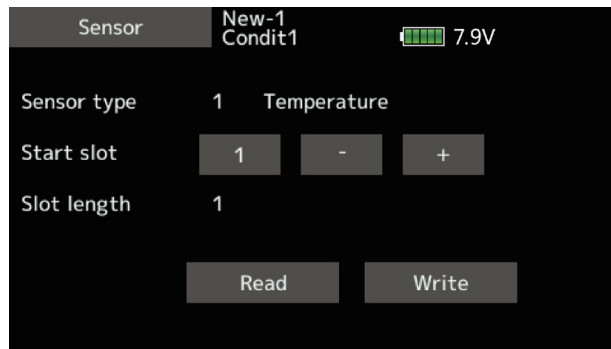 Sensor
New-1
Condit1
7.9V
Sensor type 1 Temperature
Start slot 1 - +
Slot length 1
Read Write